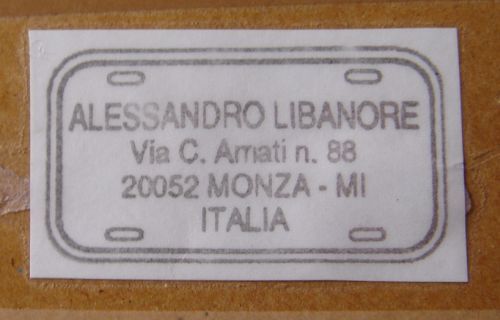 ALESSANDRO LIBANORE
Via C. Amati n. 88
20052 MONZA - MI
ITALIA